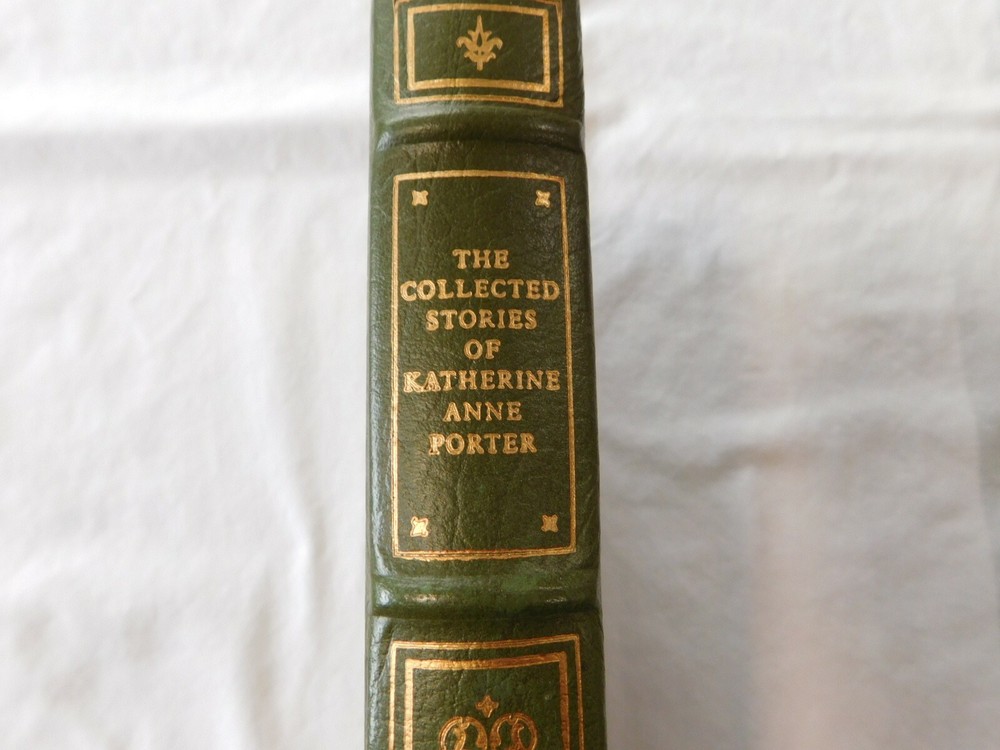 THE
COLLECTED
STORIES
OF
KATHERINE
ANNE
PORTER